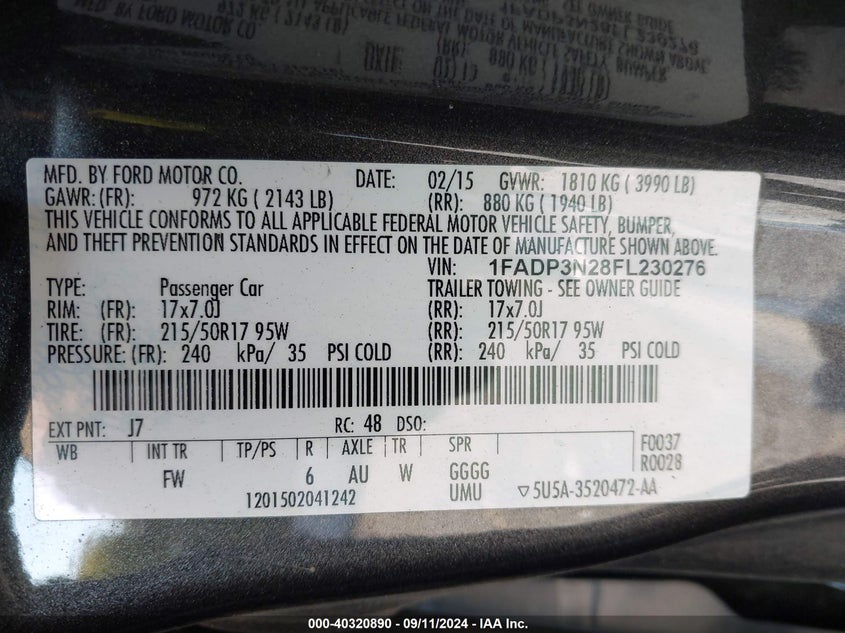 MFD. BY FORD MOTOR CO. DATE: 02/15 GVWR: 1810 KG ( 3990 LB)
GAWR: (FR): 972 KG ( 2143 LB) (RR): 880 KG ( 1940 LB)
THIS VEHICLE CONFORMS TO ALL APPLICABLE FEDERAL MOTOR VEHICLE SAFETY, BUMPER,
AND THEFT PREVENTION STANDARDS IN EFFECT ON THE DATE OF MANUFACTURE SHOWN ABOVE.
VIN: 1FADP3N28FL230276
TYPE: Passenger Car TRAILER TOWING - SEE OWNER GUIDE
RIM: (FR): 17x7.0J (RR): 17x7.0J
TIRE: (FR): 215/50R17 95W (RR): 215/50R17 95W
PRESSURE: (FR): 240 kPa/ 35 PSI COLD (RR): 240 kPa/ 35 PSI COLD
EXT PNT: J7 RC: 48 DSO:
WB INT TR TP/PS R AXLE TR SPR F0037
R0028
FW 6 AU W GGGG
1201502041242 UMU ▽5U5A-3520472-AA
000-40320890 - 09/11/2024 - IAA Inc.